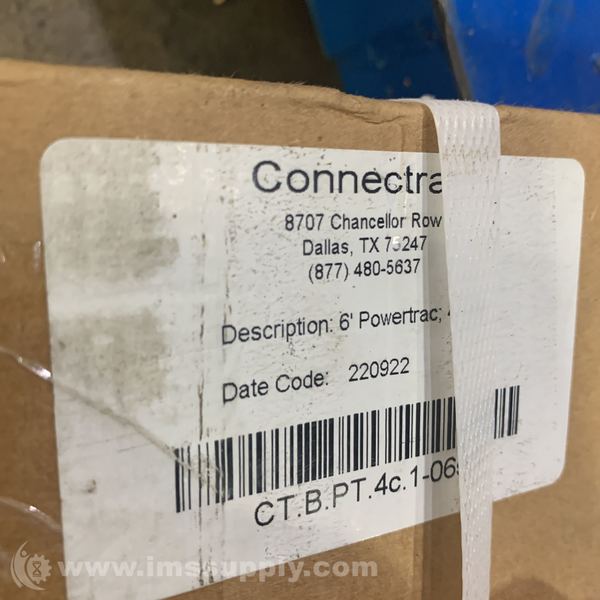 Connectra
8707 Chancellor Row
Dallas, TX 75247
(877) 480-5637
Description: 6' Powertrac;
Date Code: 220922
CT.B.PT.4c.1-06
www.imssupply.com